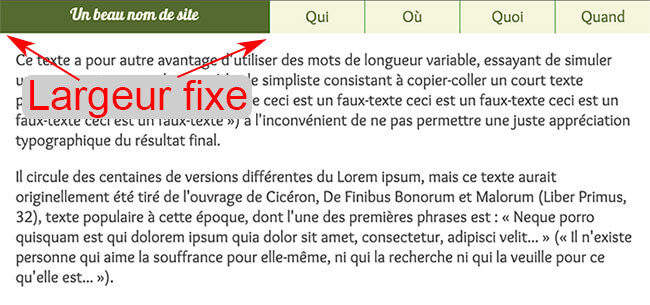 Un beau nom de site Qui Où Quoi Quand
Ce texte a pour autre avantage d'utiliser des mots de longueur variable, essayant de simuler
simpliste consistant à copier-coller un court texte
Largeur fixe
ceci est un faux-texte ceci est un faux-texte ceci est un
faux-texte ceci est un faux-texte ») a l'inconvénient de ne pas permettre une juste appréciation
typographique du résultat final.
Il circule des centaines de versions différentes du Lorem ipsum, mais ce texte aurait
originellement été tiré de l'ouvrage de Cicéron, De Finibus Bonorum et Malorum (Liber Primus,
32), texte populaire à cette époque, dont l'une des premières phrases est : « Neque porro
quisquam est qui dolorem ipsum quia dolor sit amet, consectetur, adipisci velit... » (« Il n'existe
personne qui aime la souffrance pour elle-même, ni qui la recherche ni qui la veuille pour ce
qu'elle est... »).